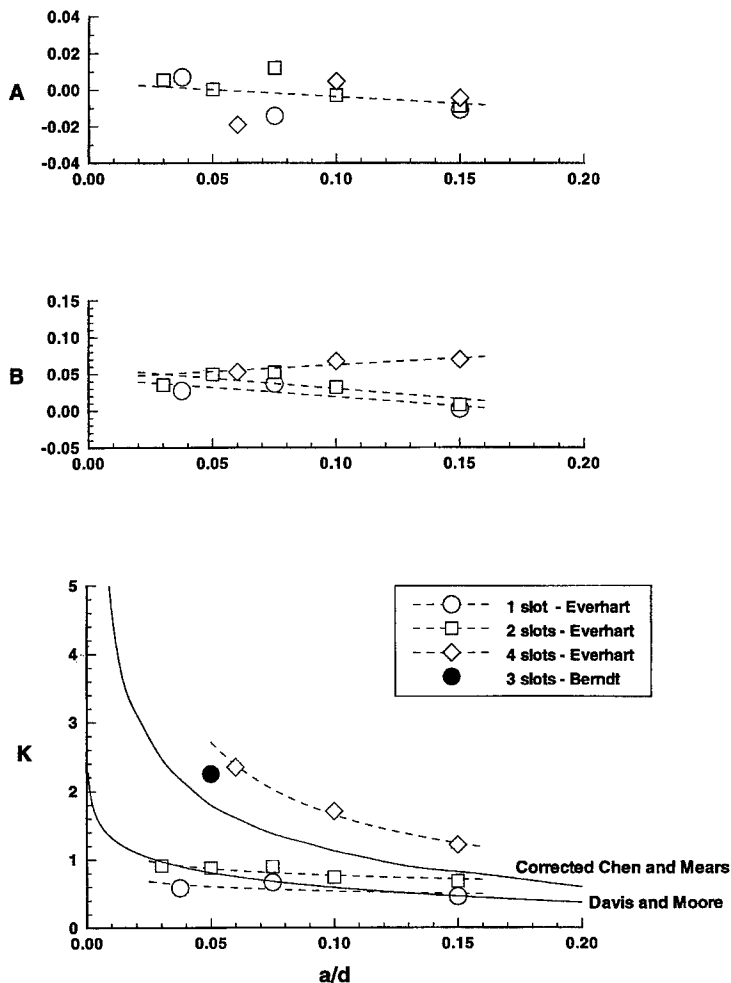 0.04
0.02
A
0.00
-0.02
-0.04
0.00 0.05 0.10 0.15 0.20
0.15
0.10
B
0.05
0.00
-0.05
0.00 0.05 0.10 0.15 0.20
5
1 slot - Everhart
2 slots - Everhart
4
4 slots - Everhart
3 slots - Berndt
3
K
2
1
Corrected Chen and Mears
Davis and Moore
0
0.00 0.05 0.10 0.15 0.20
a/d